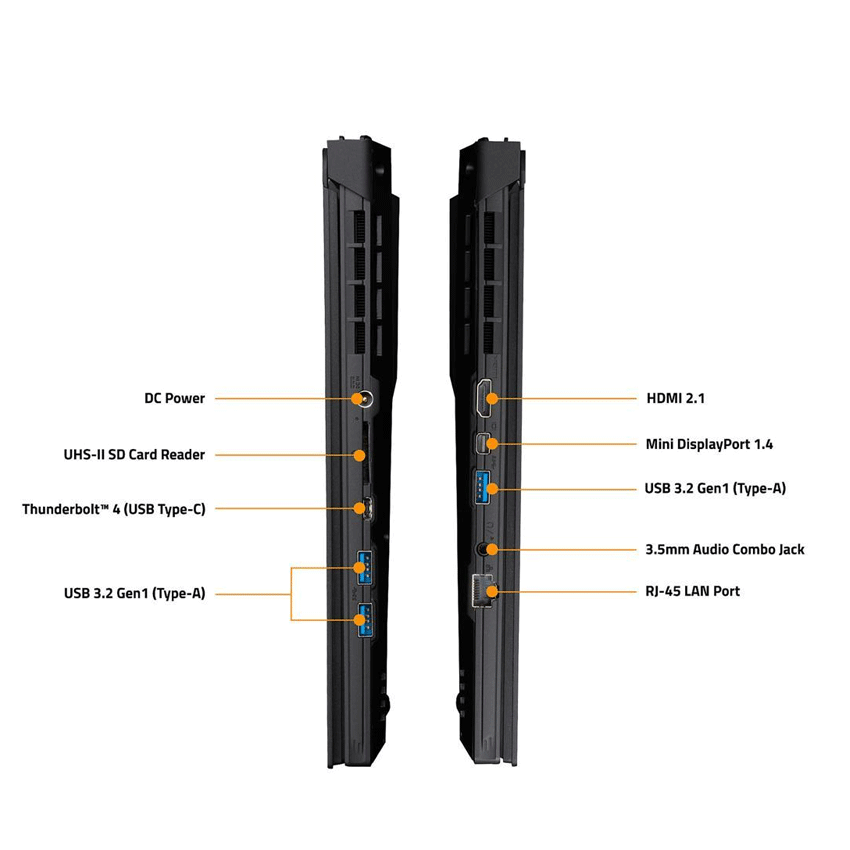 DC Power
UHS-II SD Card Reader
Thunderbolt™ 4 (USB Type-C)
USB 3.2 Gen1 (Type-A)
HDMI 2.1
Mini DisplayPort 1.4
USB 3.2 Gen1 (Type-A)
3.5mm Audio Combo Jack
RJ-45 LAN Port